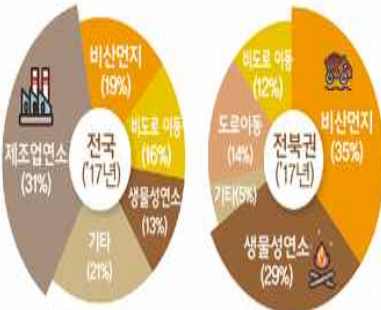 비산먼지
(19%)
비도로 이동
(16%)
생물성연소
(13%)
기타
(21%)
제조업연소
(31%)
전국
('17년)
비산먼지
(35%)
생물성연소
(29%)
기타(5%)
도로이동
(14%)
비도로 이동
(12%)
전북권
('17년)